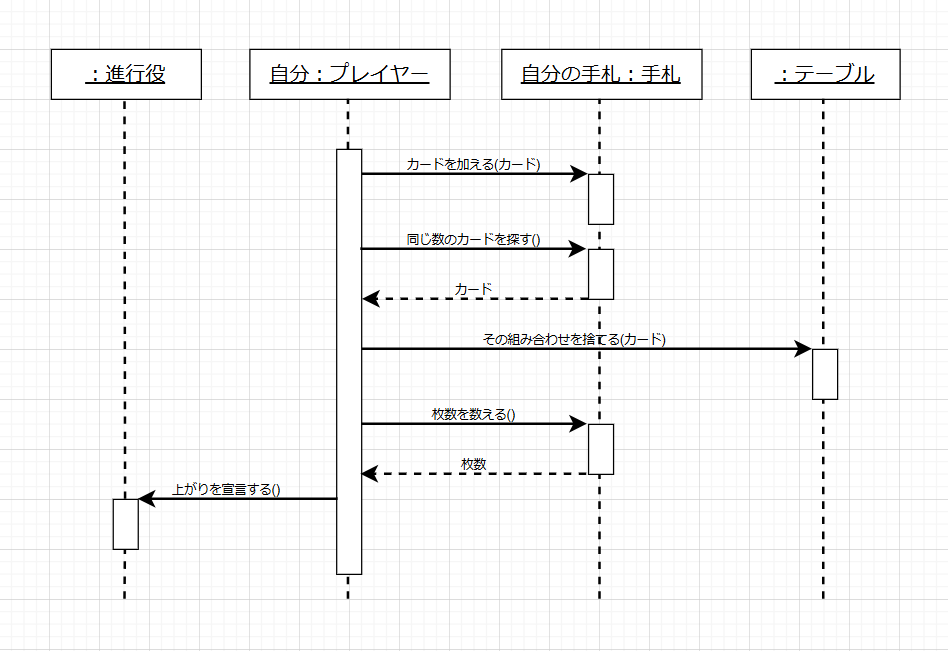 ：進行役
自分：プレイヤー
自分の手札：手札
：テーブル
カードを加える(カード)
同じ数のカードを探す()
カード
その組み合わせを捨てる(カード)
枚数を数える()
枚数
上がりを宣言する()